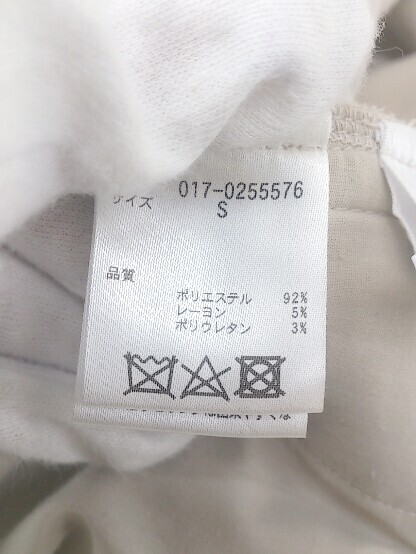 017-0255576
サイズ S
品質
ポリエステル 92%
レーヨン 5%
ポリウレタン 3%